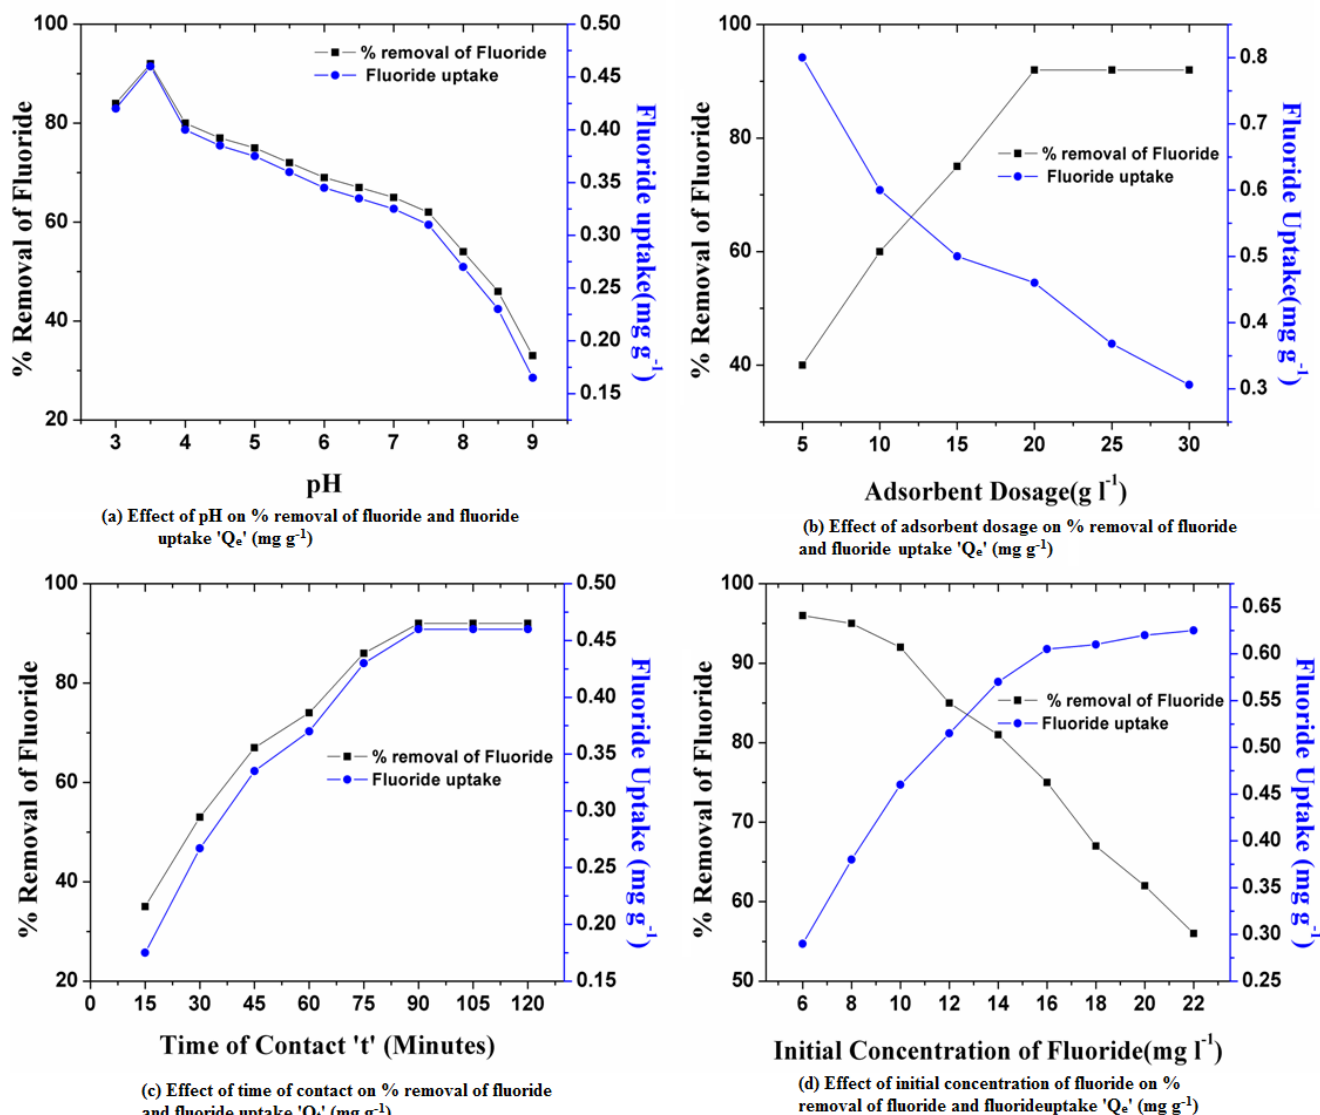 100
80
60
40
20
% Removal of Fluoride
% removal of Fluoride
Fluoride uptake
0.50
0.45
0.40
0.35
0.30
0.25
0.20
0.15
Fluoride uptake(mg g-1)
3 4 5 6 7 8 9
pH
(a) Effect of pH on % removal of fluoride and fluoride
uptake 'Qe' (mg g-1)
100
80
60
40
% Removal of Fluoride
% removal of Fluoride
Fluoride uptake
0.8
0.7
0.6
0.5
0.4
0.3
Fluoride Uptake(mg g-1)
5 10 15 20 25 30
Adsorbent Dosage(g l-1)
(b) Effect of adsorbent dosage on % removal of fluoride
and fluoride uptake 'Qe' (mg g-1)
100
80
60
40
20
% Removal of Fluoride
% removal of Fluoride
Fluoride uptake
0.50
0.45
0.40
0.35
0.30
0.25
0.20
0.15
Fluoride Uptake (mg g-1)
0 15 30 45 60 75 90 105 120
Time of Contact 't' (Minutes)
(c) Effect of time of contact on % removal of fluoride
and fluoride uptake 'Qt' (mg g-1)
100
90
80
70
60
50
% Removal of Fluoride
% removal of Fluoride
Fluoride uptake
0.65
0.60
0.55
0.50
0.45
0.40
0.35
0.30
0.25
Fluoride Uptake (mg g-1)
6 8 10 12 14 16 18 20 22
Initial Concentration of Fluoride(mg l-1)
(d) Effect of initial concentration of fluoride on %
removal of fluoride and fluorideuptake 'Qe' (mg g-1)